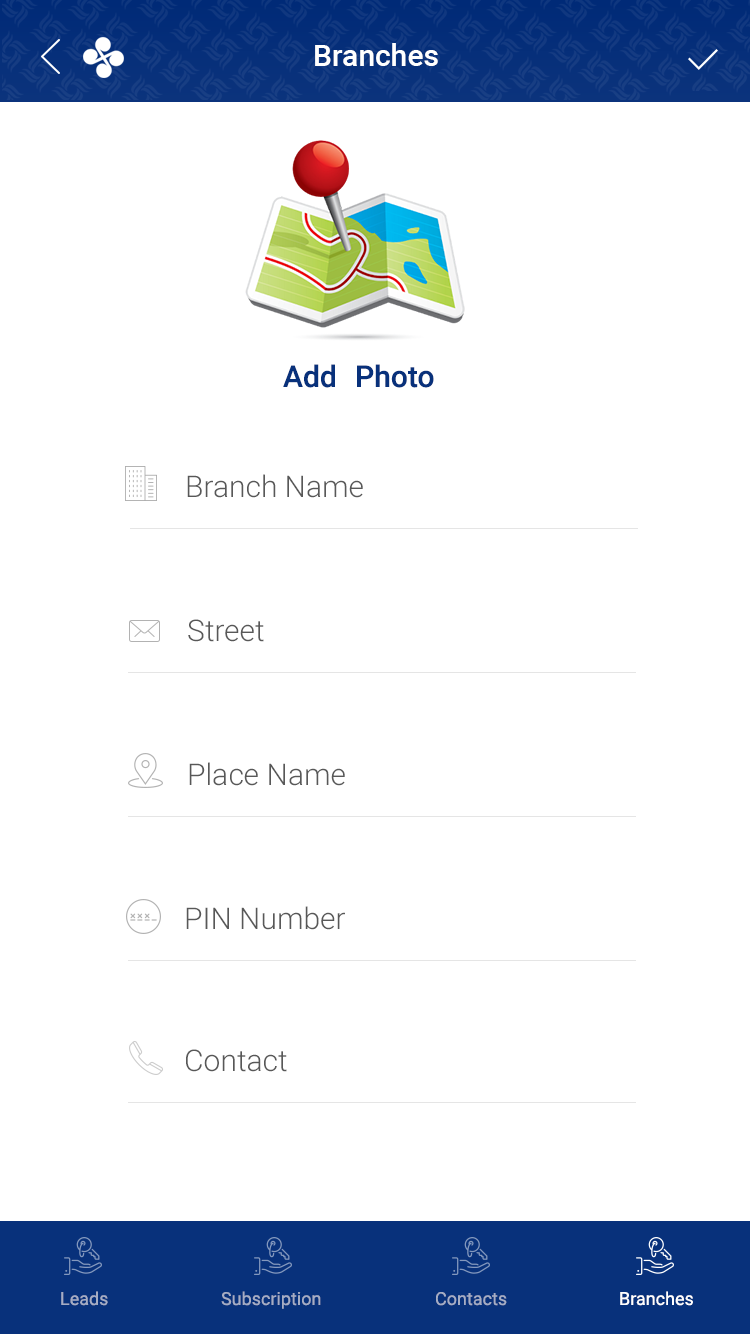 Branches
Add Photo
Branch Name
Street
Place Name
PIN Number
Contact
Leads
Subscription
Contacts
Branches